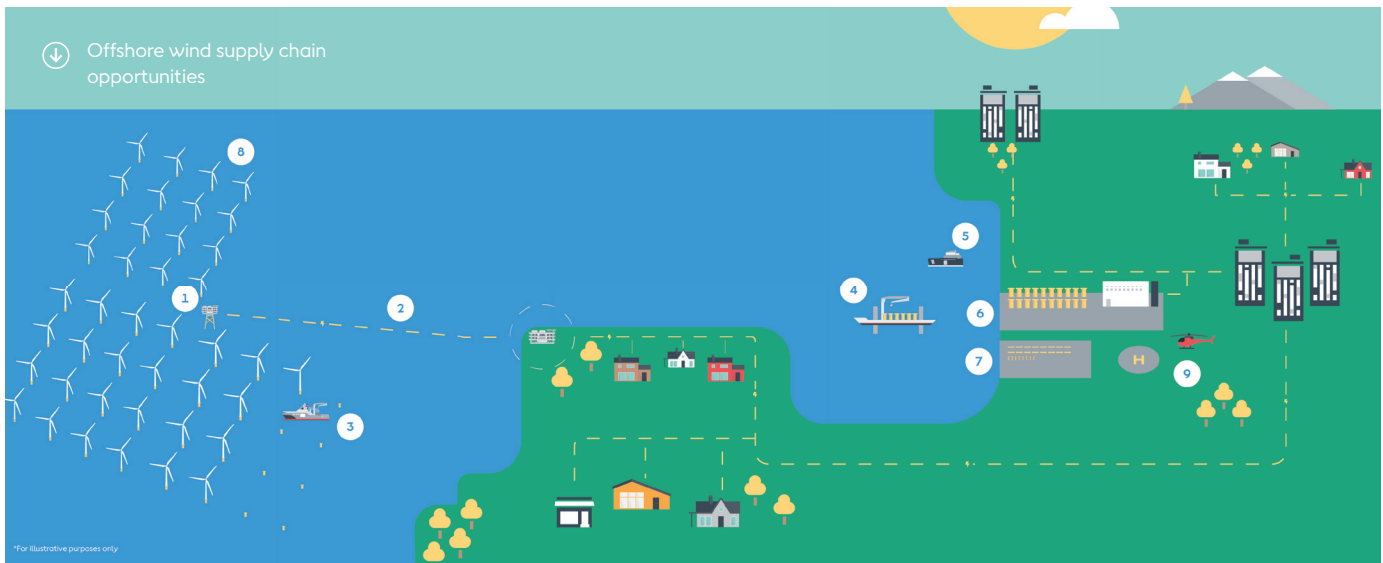 Offshore wind supply chain
opportunities
8
5
1
4
2
6
7
H
9
3
*For illustrative purposes only